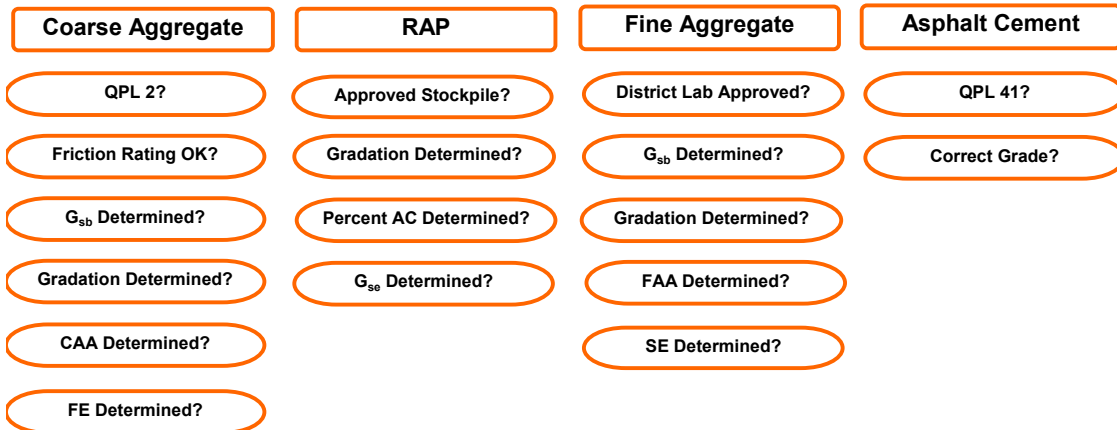 Coarse Aggregate
QPL 2?
Friction Rating OK?
Gsb Determined?
Gradation Determined?
CAA Determined?
FE Determined?
RAP
Approved Stockpile?
Gradation Determined?
Percent AC Determined?
Gse Determined?
Fine Aggregate
District Lab Approved?
Gsb Determined?
Gradation Determined?
FAA Determined?
SE Determined?
Asphalt Cement
QPL 41?
Correct Grade?